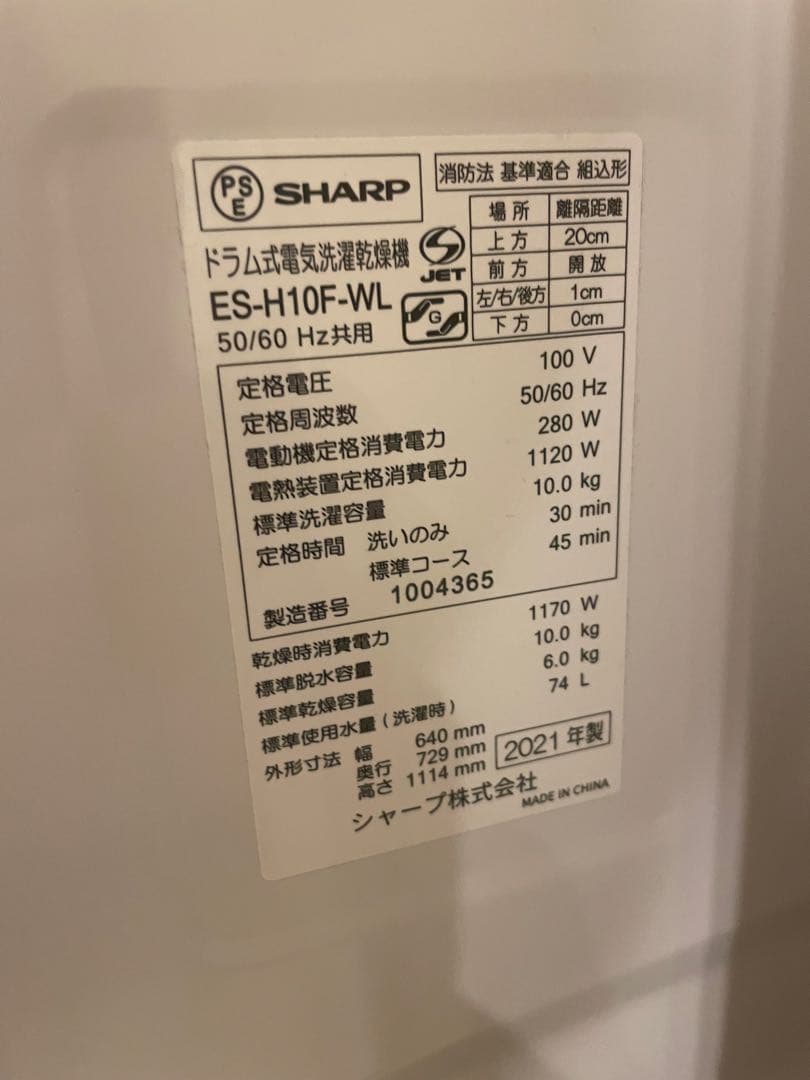 PS E SHARP
消防法 基準適合 組込形
場所 離隔距離
上方 20cm
前方 開放
左/右/後方 1cm
下方 0cm
ドラム式電気洗濯乾燥機
S JET
ES-H10F-WL
G
50/60 Hz共用
定格電圧 100 V
定格周波数 50/60 Hz
電動機定格消費電力 280 W
電熱装置定格消費電力 1120 W
標準洗濯容量 10.0 kg
定格時間 洗いのみ 30 min
標準コース 45 min
製造番号 1004365
乾燥時消費電力 1170 W
標準脱水容量 10.0 kg
標準乾燥容量 6.0 kg
標準使用水量(洗濯時) 74 L
外形寸法 幅 640 mm
奥行 729 mm
高さ 1114 mm
2021 年製
シャープ株式会社
MADE IN CHINA